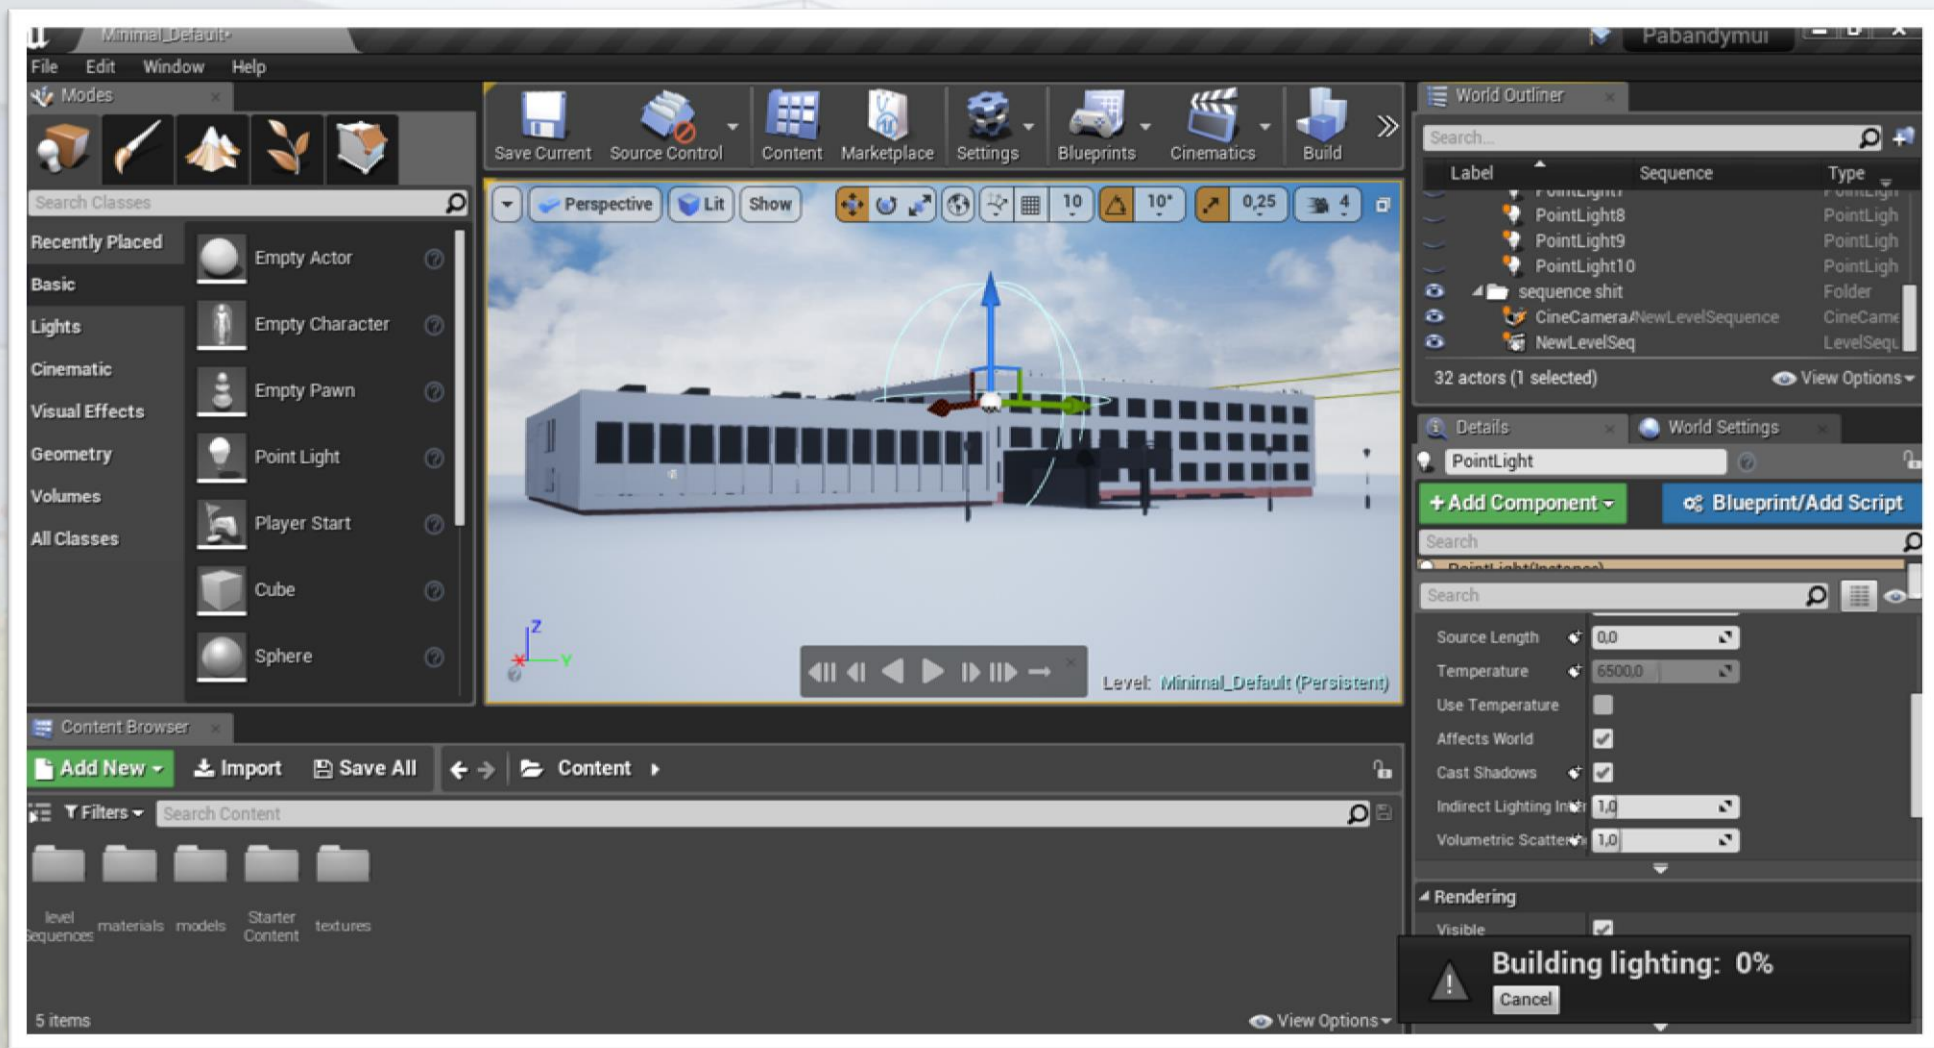 Minimal_Default•
Pabandymui
File Edit Window Help
Modes
Search Classes
Recently Placed
Basic
Lights
Cinematic
Visual Effects
Geometry
Volumes
All Classes
Empty Actor
Empty Character
Empty Pawn
Point Light
Player Start
Cube
Sphere
Save Current Source Control Content Marketplace Settings Blueprints Cinematics Build
Perspective Lit Show 10 10° 0,25 4
Z
X Y
Level: Minimal_Default (Persistent)
World Outliner
Search...
Label Sequence Type
PointLight7 PointLigh
PointLight8 PointLigh
PointLight9 PointLigh
PointLight10 PointLigh
sequence shit Folder
CineCameraA NewLevelSequence CineCame
NewLevelSeq LevelSequ
32 actors (1 selected) View Options
Details World Settings
PointLight
+Add Component Blueprint/Add Script
Search
PointLight(Instance)
Search
Source Length 0,0
Temperature 6500,0
Use Temperature
Affects World
Cast Shadows
Indirect Lighting Inter 1,0
Volumetric Scatter 1,0
Rendering
Visible
Building lighting: 0%
Cancel
Content Browser
Add New Import Save All Content
Filters Search Content
level Sequences
materials
models
Starter Content
textures
5 items View Options